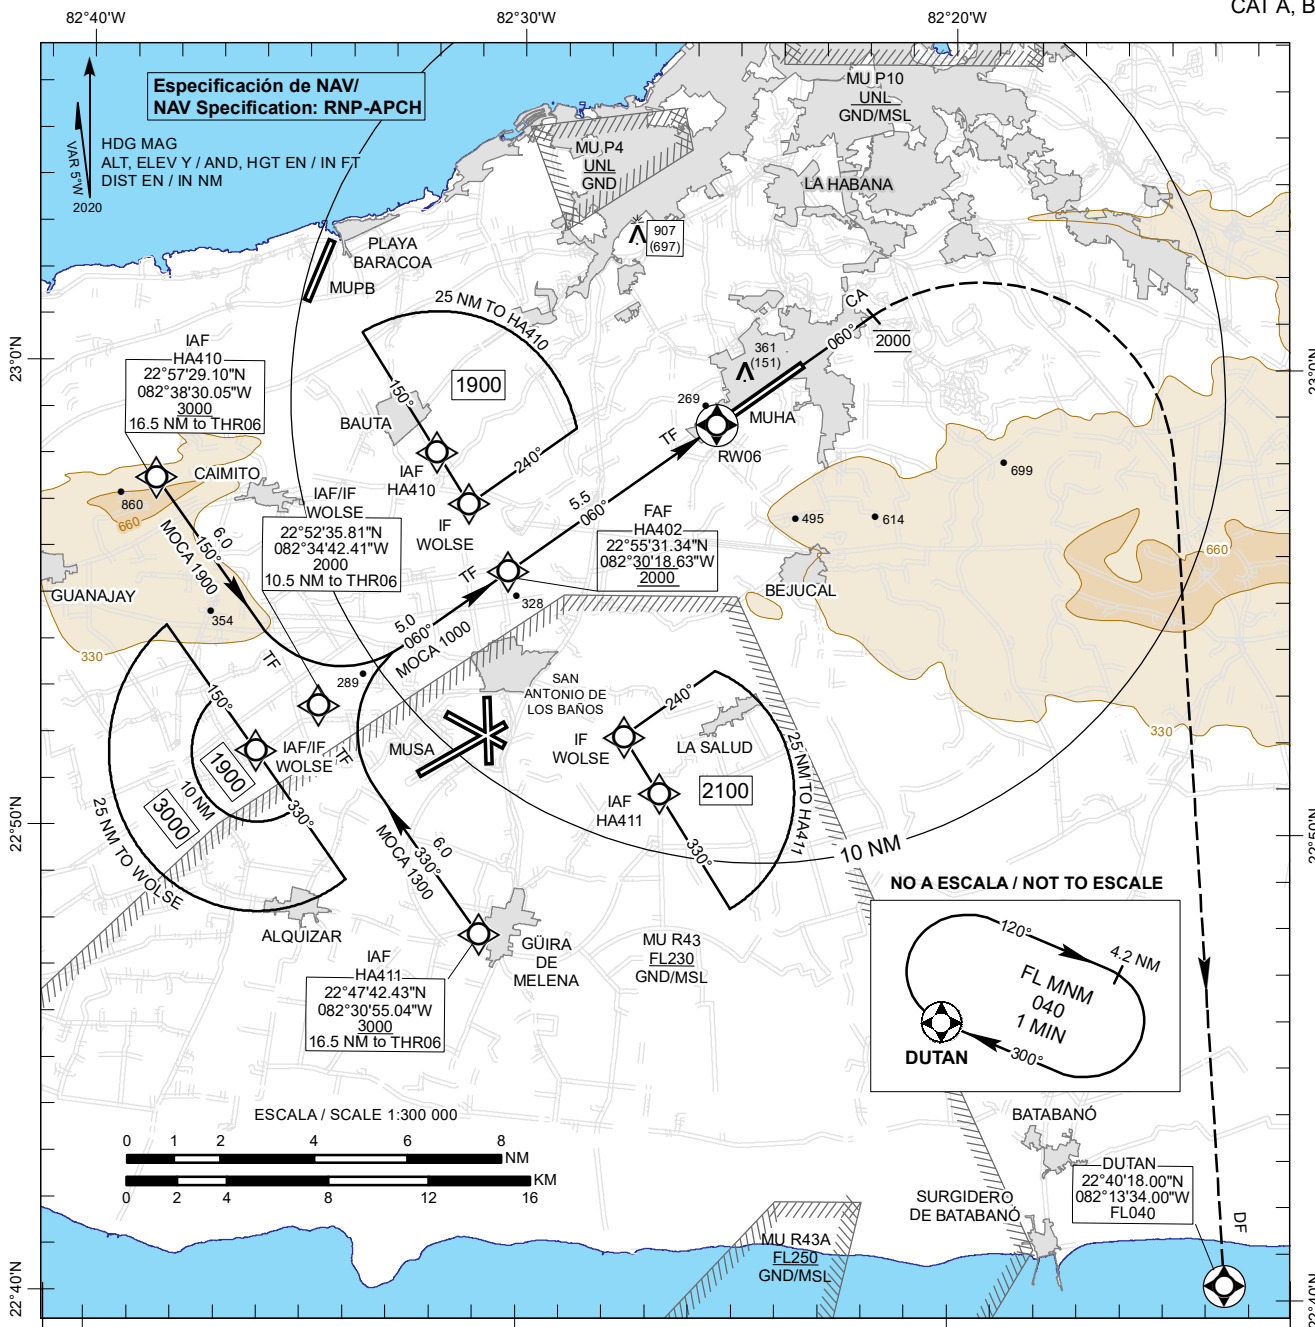 82°40'W
82°30'W
82°20'W
CAT A, B
Especificación de NAV/
NAV Specification: RNP-APCH
VAR 5°W
2020
HDG MAG
ALT, ELEV Y / AND, HGT EN / IN FT
DIST EN / IN NM
MU P10
UNL
GND/MSL
MU P4
UNL
GND
LA HABANA
907
(697)
PLAYA
BARACOA
MUPB
25 NM TO HA410
CA
060°
2000
IAF
HA410
22°57'29.10"N
082°38'30.05"W
3000
16.5 NM to THR06
23°0'N
23°0'N
361
(151)
150°
1900
269
MUHA
BAUTA
TF
RW06
240°
IAF
HA410
699
CAIMITO
860
660
IF
WOLSE
5.5
060°
IAF/IF
WOLSE
22°52'35.81"N
082°34'42.41"W
2000
10.5 NM to THR06
FAF
HA402
22°55'31.34"N
082°30'18.63"W
2000
495
614
6.0
150°
MOCA 1900
660
TF
GUANAJAY
BEJUCAL
328
354
5.0
060°
MOCA 1000
330
TF
289
SAN
ANTONIO DE
LOS BAÑOS
150°
240°
330
MUSA
IF
WOLSE
LA SALUD
IAF/IF
WOLSE
TF
1900
10 NM
2100
25 NM TO HA411
3000
330°
IAF
HA411
22°50'N
22°50'N
25 NM TO WOLSE
6.0
330°
MOCA 1300
330°
10 NM
NO A ESCALA / NOT TO ESCALE
ALQUIZAR
GÜIRA
DE
MELENA
MU R43
FL230
GND/MSL
120°
4.2 NM
FL MNM
040
1 MIN
300°
DUTAN
IAF
HA411
22°47'42.43"N
082°30'55.04"W
3000
16.5 NM to THR06
ESCALA / SCALE 1:300 000
0 1 2 4 6 8
NM
KM
0 2 4 8 12 16
BATABANÓ
DUTAN
22°40'18.00"N
082°13'34.00"W
FL040
SURGIDERO
DE BATABANÓ
DF
MU R43A
FL250
GND/MSL
22°40'N
22°40'N